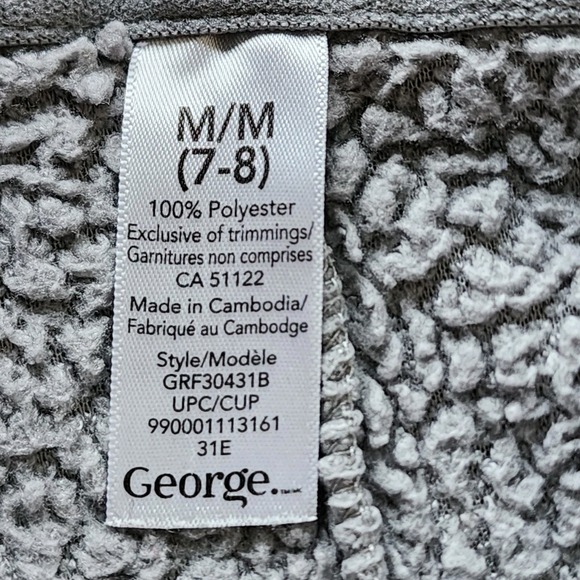 M/M
(7-8)
100% Polyester
Exclusive of trimmings/
Garnitures non comprises
CA 51122
Made in Cambodia/
Fabriqué au Cambodge
Style/Modèle
GRF30431B
UPC/CUP
990001113161
31E
George.